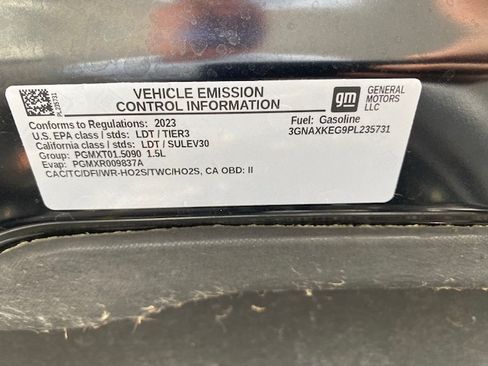 PL235731
VEHICLE EMISSION
CONTROL INFORMATION
gm
GENERAL
MOTORS
LLC
Conforms to Regulations: 2023
U.S. EPA class / stds: LDT / TIER3
California class / stds: LDT / SULEV30
Group: PGMXT01.5090 1.5L
Evap: PGMXR009837A
CAC/TC/DFI/WR-HO2S/TWC/HO2S, CA OBD: II
Fuel: Gasoline
3GNAXKEG9PL235731